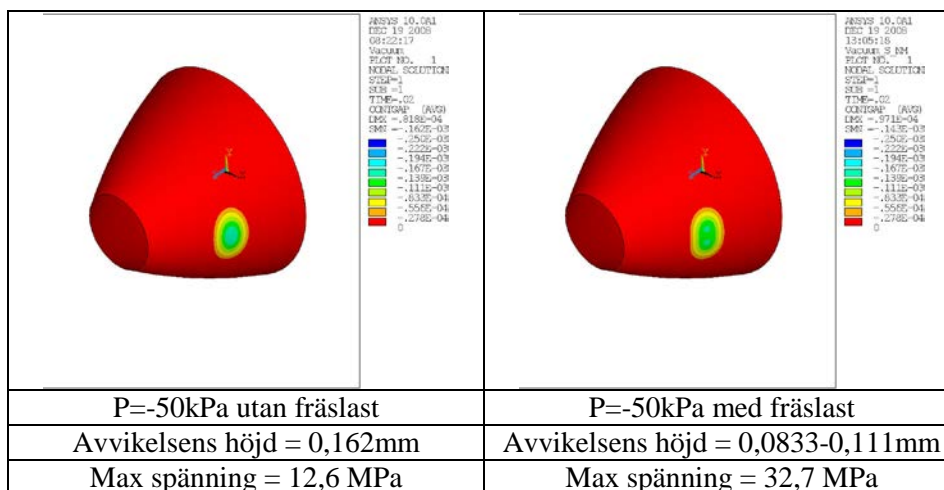 ANSYS 10.0A1
DEC 19 2008
08:22:17
Vacuum
PLOT NO. 1
NODAL SOLUTION
STEP=1
SUB =1
TIME=.02
CONTGAP (AVG)
DMX =.818E-04
SMN =-.162E-03
-.250E-03
-.222E-03
-.194E-03
-.167E-03
-.139E-03
-.111E-03
-.833E-04
-.556E-04
-.278E-04
0
ANSYS 10.0A1
DEC 19 2008
13:05:16
Vacuum S_NM
PLOT NO. 1
NODAL SOLUTION
STEP=1
SUB =1
TIME=.02
CONTGAP (AVG)
DMX =.971E-04
SMN =-.143E-03
-.250E-03
-.222E-03
-.194E-03
-.167E-03
-.139E-03
-.111E-03
-.833E-04
-.556E-04
-.278E-04
0
P=-50kPa utan fräslast
P=-50kPa med fräslast
Avvikelsens höjd = 0,162mm
Avvikelsens höjd = 0,0833-0,111mm
Max spänning = 12,6 MPa
Max spänning = 32,7 MPa